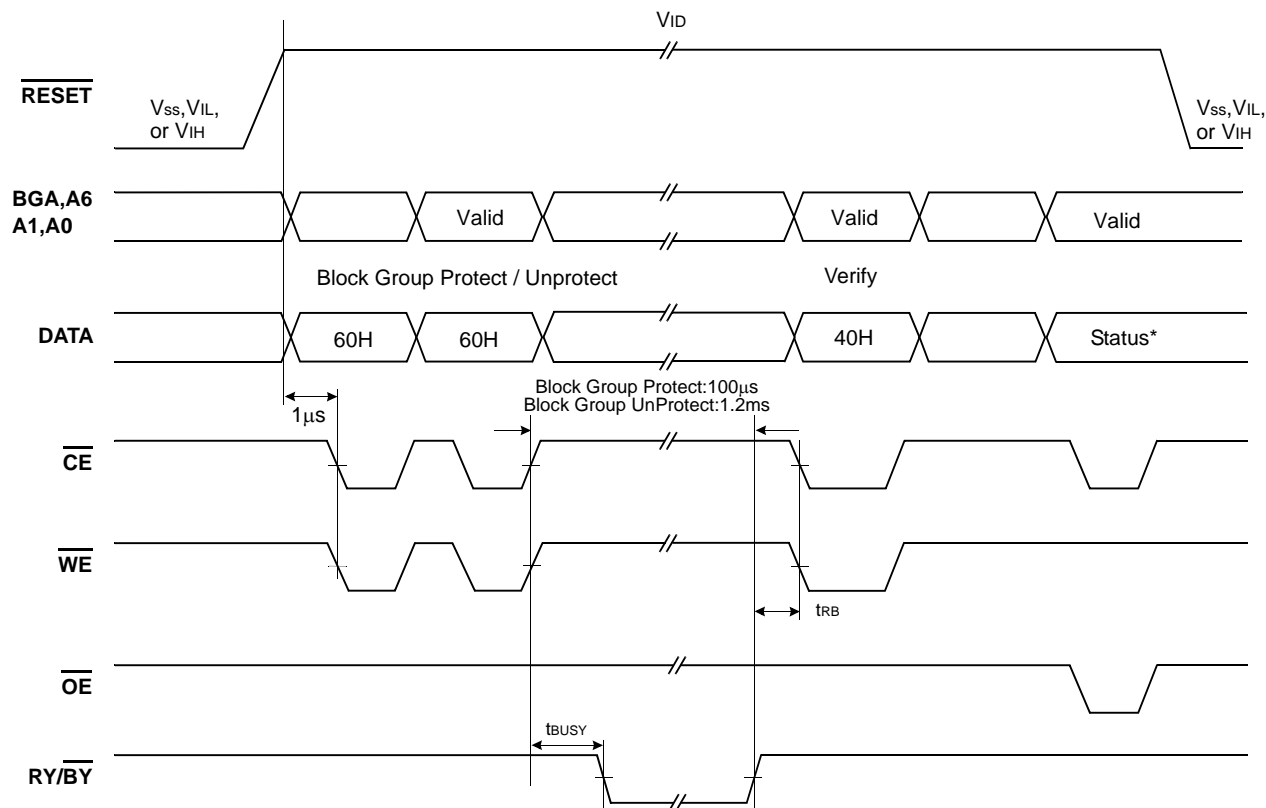 VID
RESET
Vss,VIL,
or VIH
Vss,VIL,
or VIH
BGA,A6
A1,A0
Valid
Valid
Valid
Block Group Protect / Unprotect
Verify
DATA
60H
60H
40H
Status*
1μs
Block Group Protect:100μs
Block Group UnProtect:1.2ms
CE
WE
tRB
OE
tBUSY
RY/BY